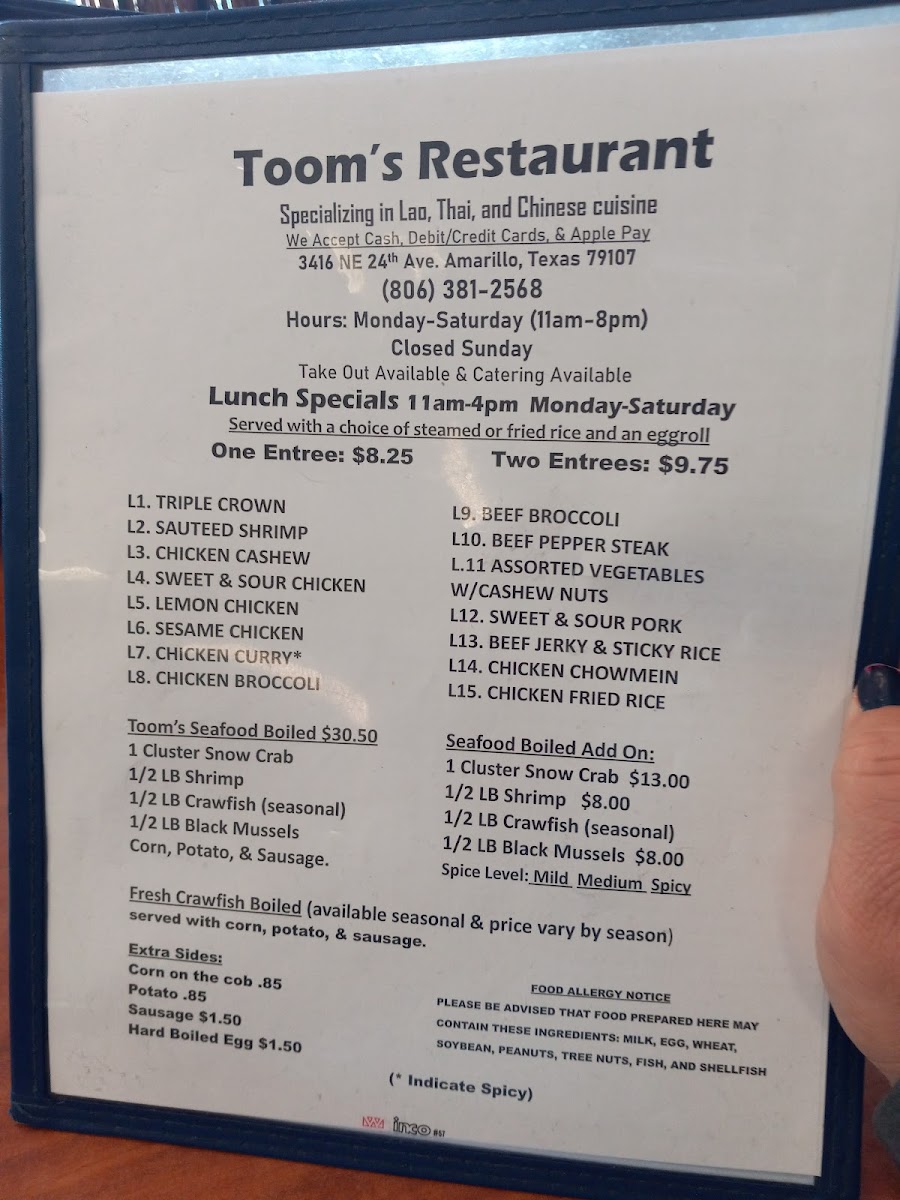 Toom's Restaurant
Specializing in Lao, Thai, and Chinese cuisine
We Accept Cash, Debit/Credit Cards, & Apple Pay
3416 NE 24th Ave. Amarillo, Texas 79107
(806) 381-2568
Hours: Monday-Saturday (11am-8pm)
Closed Sunday
Take Out Available & Catering Available
Lunch Specials 11am-4pm Monday-Saturday
Served with a choice of steamed or fried rice and an eggroll
One Entree: $8.25 Two Entrees: $9.75
L1. TRIPLE CROWN
L2. SAUTEED SHRIMP
L3. CHICKEN CASHEW
L4. SWEET & SOUR CHICKEN
L5. LEMON CHICKEN
L6. SESAME CHICKEN
L7. CHICKEN CURRY*
L8. CHICKEN BROCCOLI
L9. BEEF BROCCOLI
L10. BEEF PEPPER STEAK
L.11 ASSORTED VEGETABLES
W/CASHEW NUTS
L12. SWEET & SOUR PORK
L13. BEEF JERKY & STICKY RICE
L14. CHICKEN CHOWMEIN
L15. CHICKEN FRIED RICE
Toom's Seafood Boiled $30.50
1 Cluster Snow Crab
1/2 LB Shrimp
1/2 LB Crawfish (seasonal)
1/2 LB Black Mussels
Corn, Potato, & Sausage.
Seafood Boiled Add On:
1 Cluster Snow Crab $13.00
1/2 LB Shrimp $8.00
1/2 LB Crawfish (seasonal)
1/2 LB Black Mussels $8.00
Spice Level: Mild Medium Spicy
Fresh Crawfish Boiled (available seasonal & price vary by season)
served with corn, potato, & sausage.
Extra Sides:
Corn on the cob .85
Potato .85
Sausage $1.50
Hard Boiled Egg $1.50
FOOD ALLERGY NOTICE
PLEASE BE ADVISED THAT FOOD PREPARED HERE MAY
CONTAIN THESE INGREDIENTS: MILK, EGG, WHEAT,
SOYBEAN, PEANUTS, TREE NUTS, FISH, AND SHELLFISH
(* Indicate Spicy)
inxo